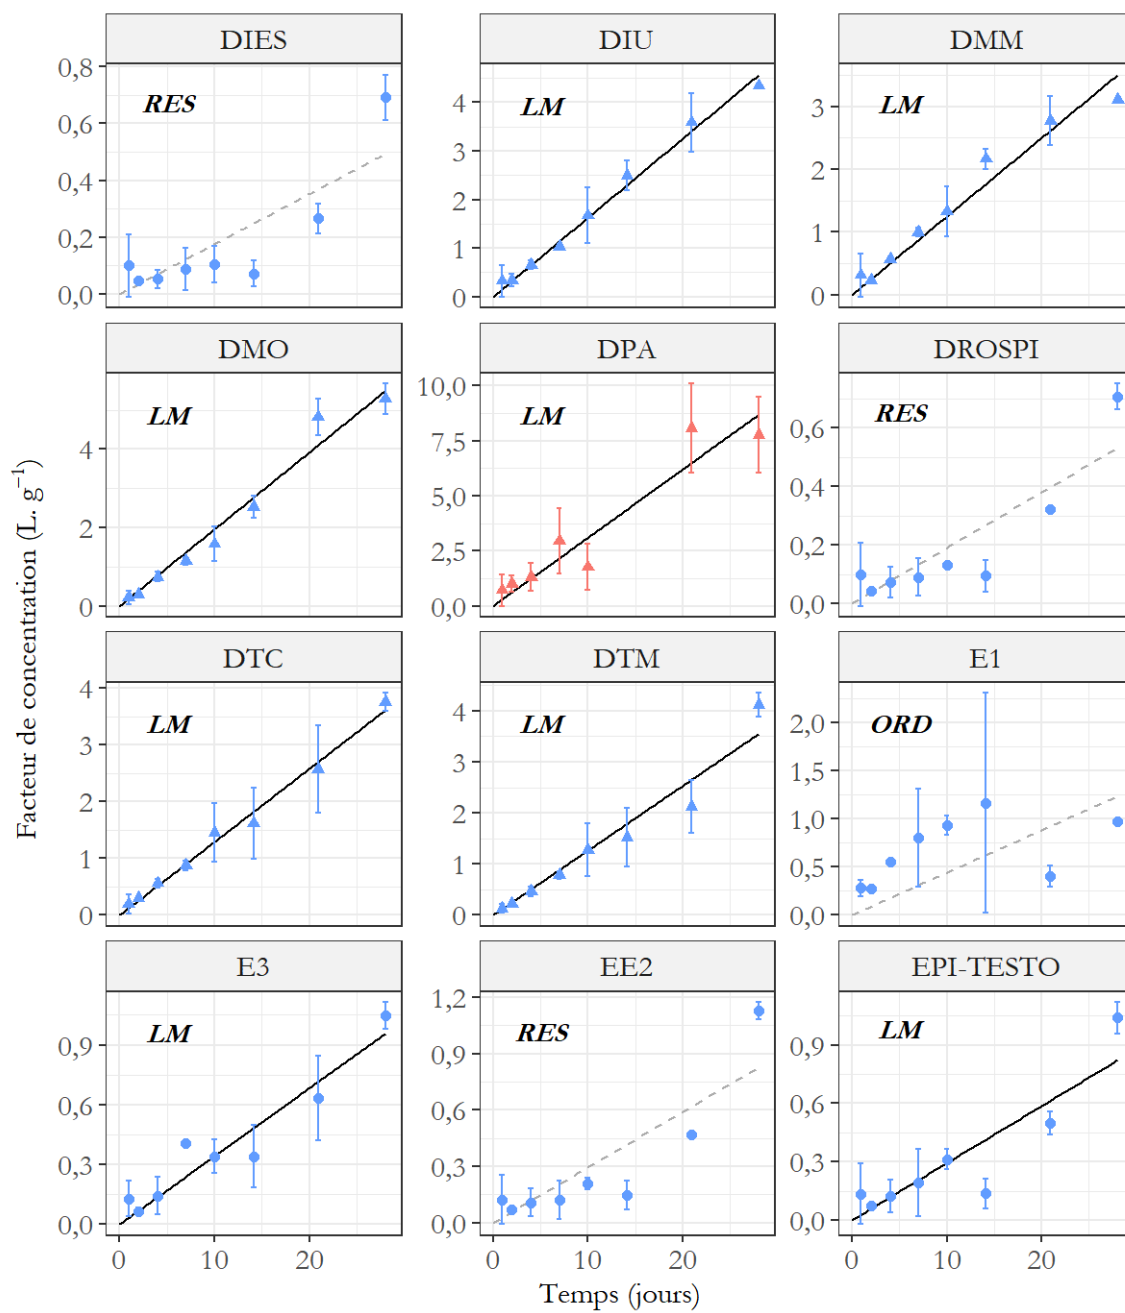 DIES
DIU
DMM
0,8
0,6
0,4
0,2
0,0
RES
4
3
2
1
0
LM
3
2
1
0
LM
DMO
DPA
DROSPI
4
2
0
LM
10,0
7,5
5,0
2,5
0,0
LM
0,6
0,4
0,2
0,0
RES
DTC
DTM
E1
4
3
2
1
0
LM
4
3
2
1
0
LM
2,0
1,5
1,0
0,5
0,0
ORD
E3
EE2
EPI-TESTO
0,9
0,6
0,3
0,0
LM
1,2
0,9
0,6
0,3
0,0
RES
0,9
0,6
0,3
0,0
LM
0 10 20
0 10 20
0 10 20
Temps (jours)
Facteur de concentration (L. g⁻¹)